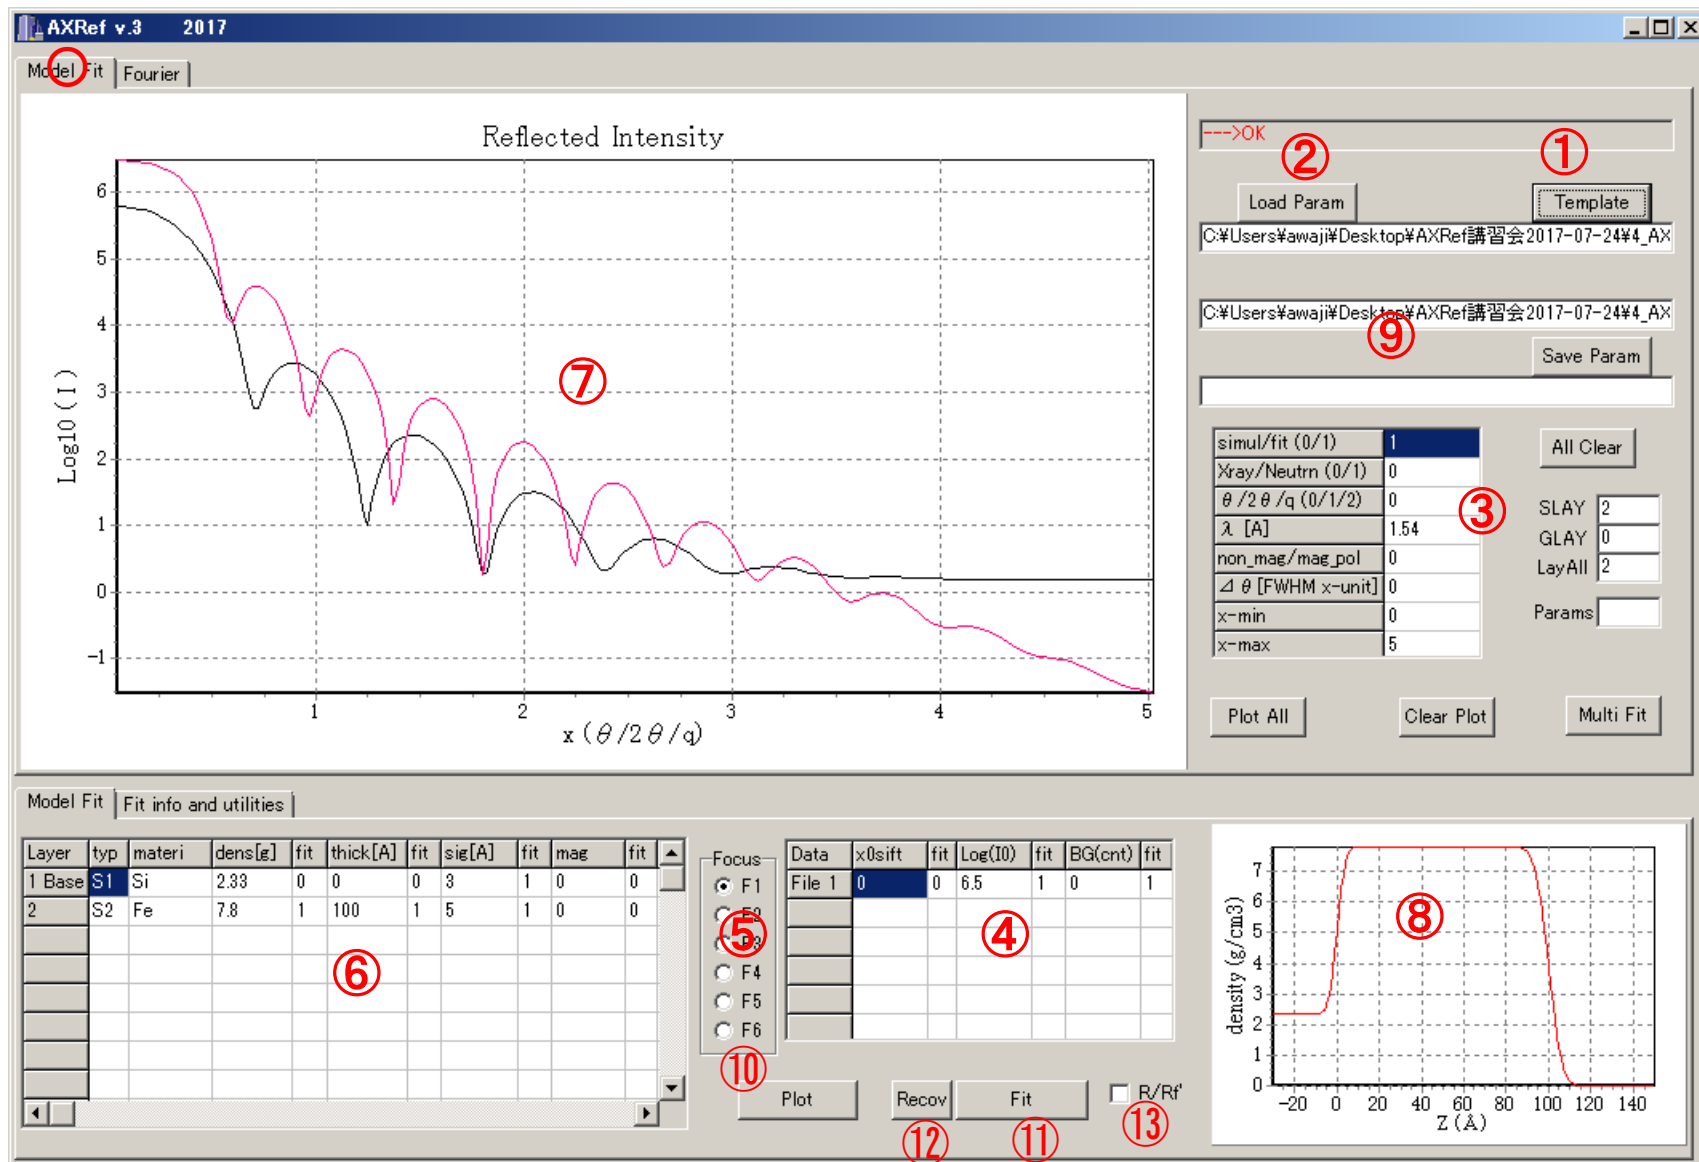 AXRef v.3 2017
Model Fit Fourier
Reflected Intensity
Log10(I)
6
5
4
3
2
1
0
-1
1 2 3 4 5
x(θ/2θ/q)
⑦
--->OK
② ①
Load Param Template
C:¥Users¥awaji¥Desktop¥AXRef講習会2017-07-24¥4_AX
C:¥Users¥awaji¥Desktop¥AXRef講習会2017-07-24¥4_AX
⑨
Save Param
simul/fit (0/1) 1
Xray/Neutrn (0/1) 0
θ/2θ/q (0/1/2) 0
λ [A] 1.54
non_mag/mag_pol 0
⊿θ[FWHM x-unit] 0
x-min 0
x-max 5
③
All Clear
SLAY 2
GLAY 0
LayAll 2
Params
Plot All Clear Plot Multi Fit
Model Fit Fit info and utilities
Layer typ materi dens[g] fit thick[A] fit sig[A] fit mag fit
1 Base S1 Si 2.33 0 0 0 3 1 0 0
2 S2 Fe 7.8 1 100 1 5 1 0 0
⑥
Focus
F1
F2
F3
F4
F5
F6
⑤
Data x0sift fit Log(I0) fit BG(cnt) fit
File 1 0 0 6.5 1 0 1
④
⑩
Plot Recov Fit R/Rf'
⑫ ⑪ ⑬
density (g/cm3)
7
6
5
4
3
2
1
0
-20 0 20 40 60 80 100 120 140
Z(Å)
⑧